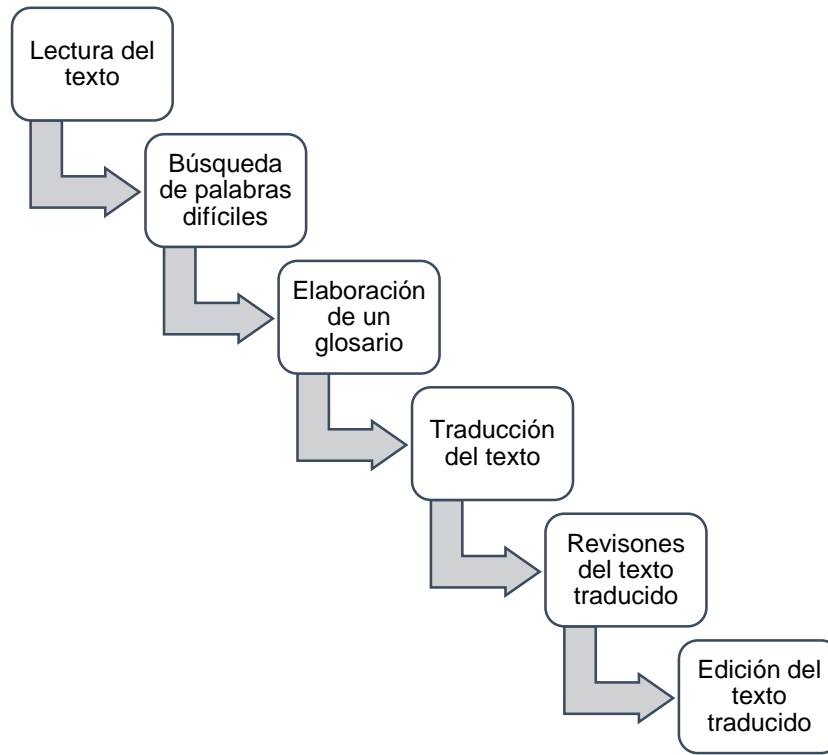 Lectura del
texto
Búsqueda
de palabras
difíciles
Elaboración
de un
glosario
Traducción
del texto
Revisones
del texto
traducido
Edición del
texto
traducido